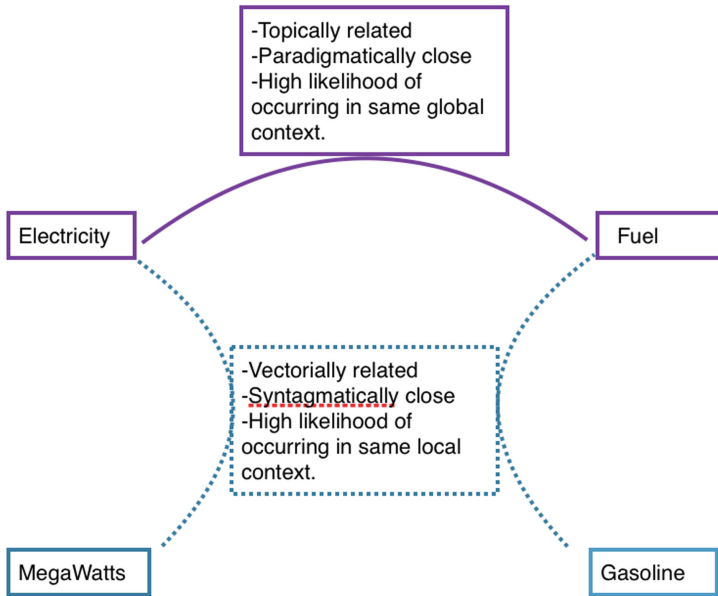 -Topically related
-Paradigmatically close
-High likelihood of
occurring in same global
context.
Electricity
Fuel
-Vectorially related
-Syntagmatically close
-High likelihood of
occurring in same local
context.
MegaWatts
Gasoline